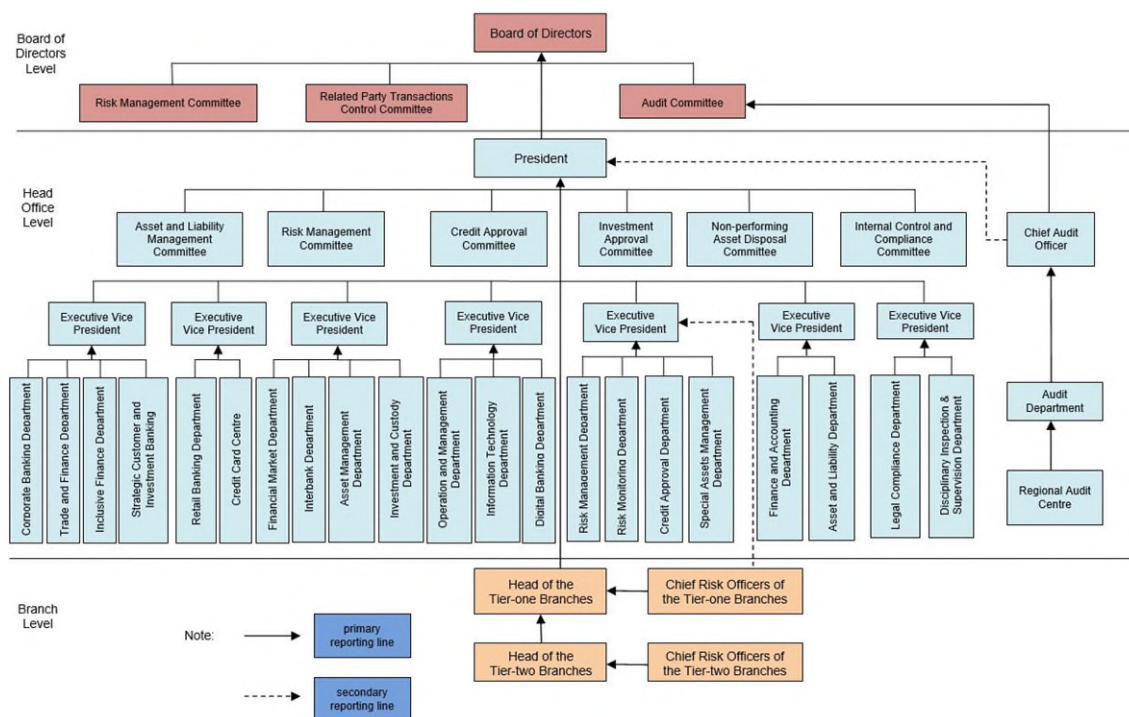 Board of
Directors
Level
Board of Directors
Risk Management Committee
Related Party Transactions
Control Committee
Audit Committee
Head
Office
Level
President
Asset and Liability
Management
Committee
Risk Management
Committee
Credit Approval
Committee
Investment
Approval
Committee
Non-performing
Asset Disposal
Committee
Internal Control and
Compliance
Committee
Chief Audit
Officer
Executive Vice
President
Executive
Vice President
Executive Vice
President
Executive Vice
President
Executive
Vice President
Executive
Vice President
Executive Vice
President
Corporate Banking Department
Trade and Finance Department
Inclusive Finance Department
Strategic Customer and
Investment Banking
Retail Banking Department
Credit Card Centre
Financial Market Department
Interbank Department
Asset Management
Department
Investment and Custody
Department
Operation and Management
Department
Information Technology
Department
Digital Banking Department
Risk Management Department
Risk Monitoring Department
Credit Approval Department
Special Assets Management
Department
Finance and Accounting
Department
Asset and Liability Department
Legal Compliance Department
Disciplinary Inspection &
Supervision Department
Audit
Department
Regional Audit
Centre
Branch
Level
Head of the
Tier-one Branches
Chief Risk Officers of
the Tier-one Branches
Head of the
Tier-two Branches
Chief Risk Officers of
the Tier-two Branches
Note:
primary
reporting line
secondary
reporting line